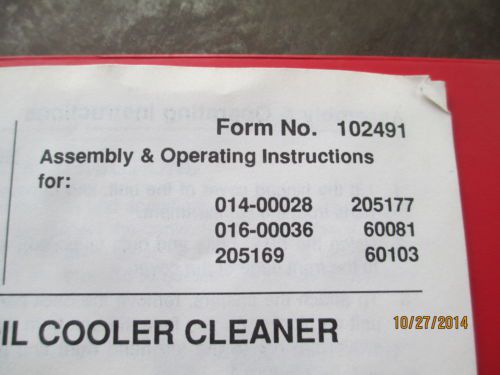 Form No. 102491
Assembly & Operating Instructions
for:
014-00028 205177
016-00036 60081
205169 60103
OIL COOLER CLEANER
10/27/2014